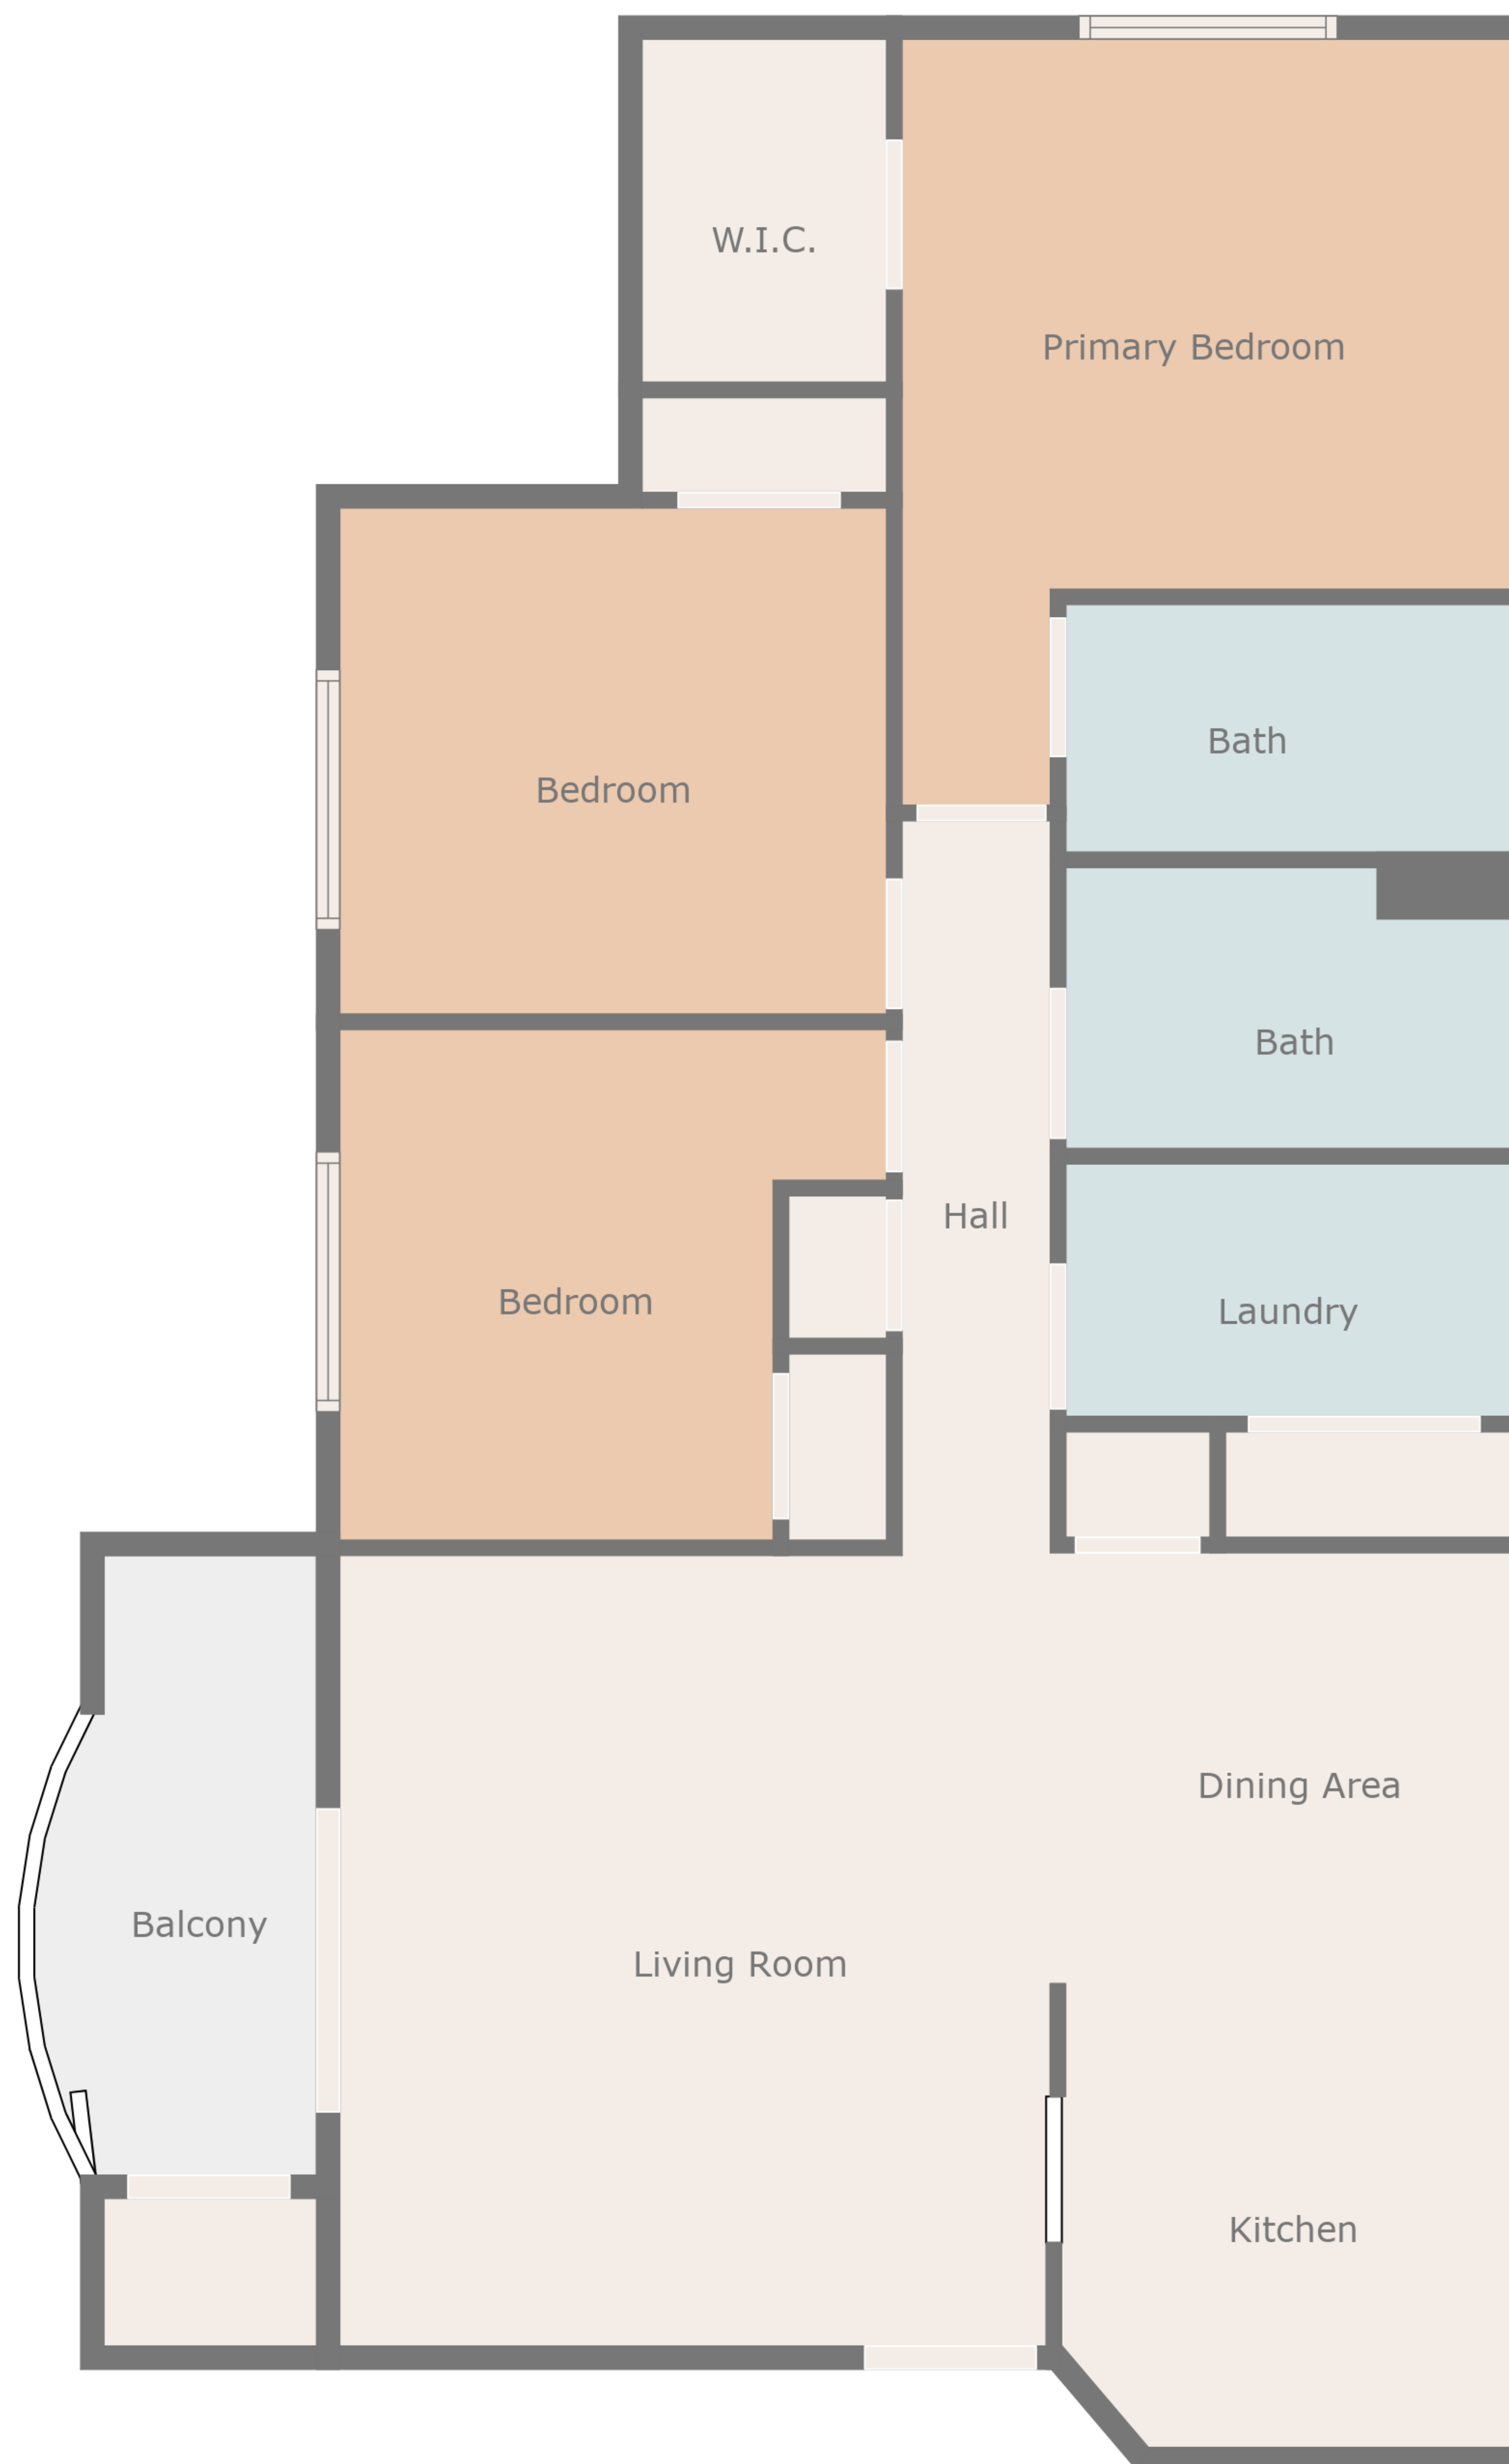 W.I.C.
Primary Bedroom
Bath
Bedroom
Bath
Hall
Bedroom
Laundry
Dining Area
Balcony
Living Room
Kitchen